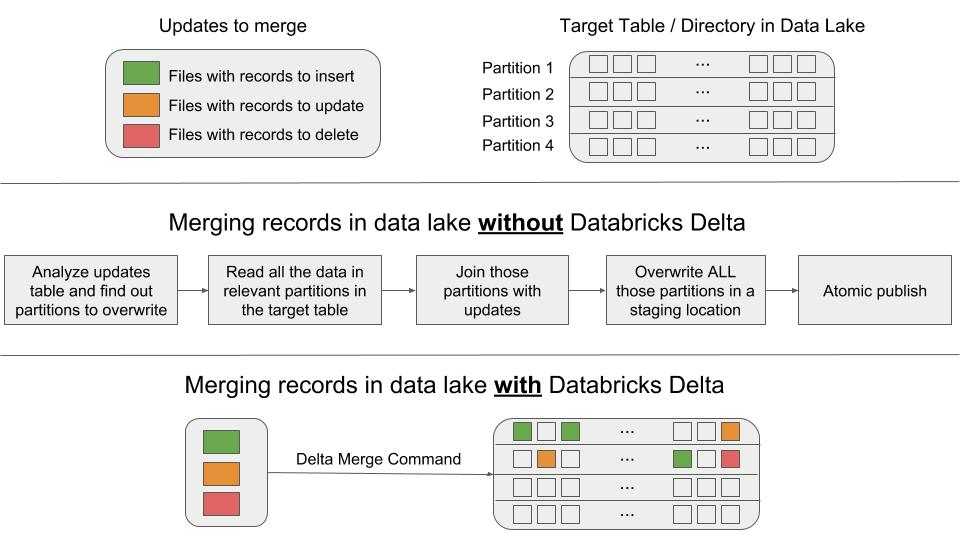 Updates to merge
Files with records to insert
Files with records to update
Files with records to delete
Target Table / Directory in Data Lake
Partition 1
...
Partition 2
...
Partition 3
...
Partition 4
...
Merging records in data lake without Databricks Delta
Analyze updates
table and find out
partitions to overwrite
Read all the data in
relevant partitions in
the target table
Join those
partitions with
updates
Overwrite ALL
those partitions in a
staging location
Atomic publish
Merging records in data lake with Databricks Delta
Delta Merge Command
...
...
...
...